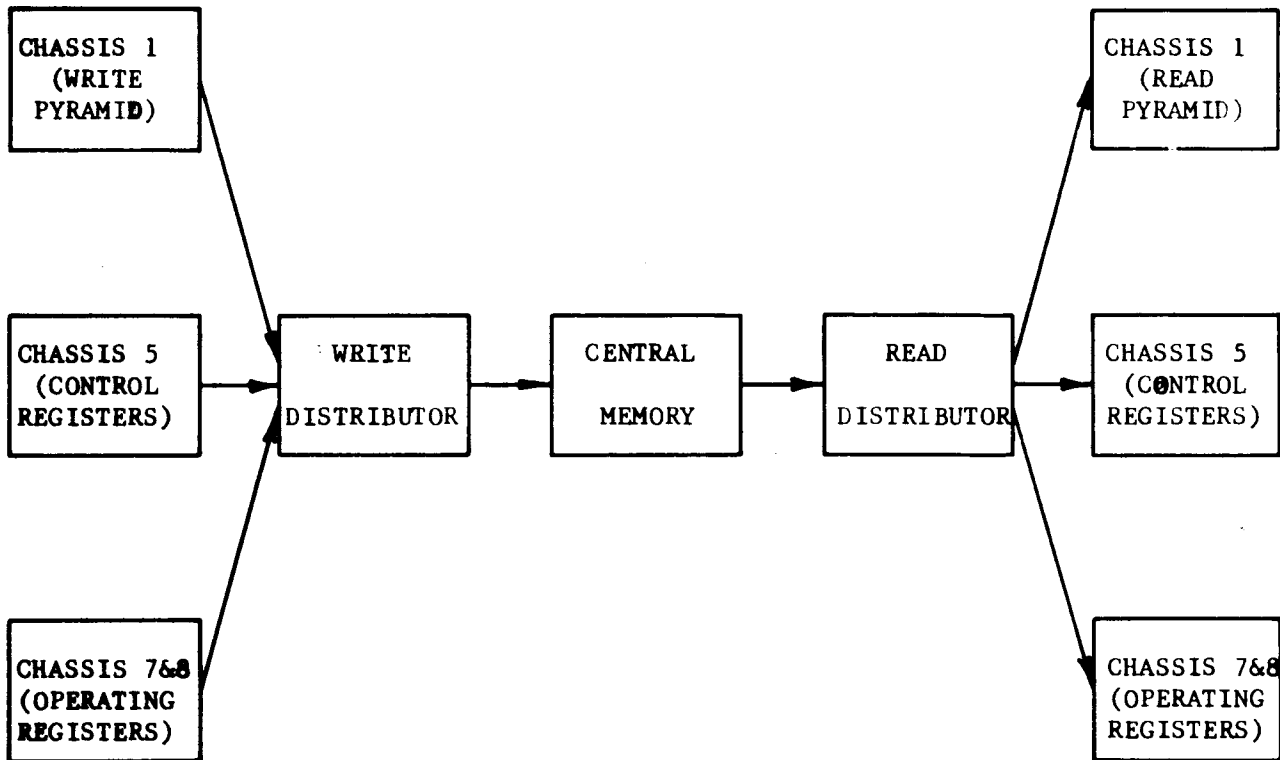 CHASSIS 1
(WRITE
PYRAMID)
CHASSIS 1
(READ
PYRAMID)
CHASSIS 5
(CONTROL
REGISTERS)
WRITE
DISTRIBUTOR
CENTRAL
MEMORY
READ
DISTRIBUTOR
CHASSIS 5
(CONTROL
REGISTERS)
CHASSIS 7&8
(OPERATING
REGISTERS)
CHASSIS 7&8
(OPERATING
REGISTERS)